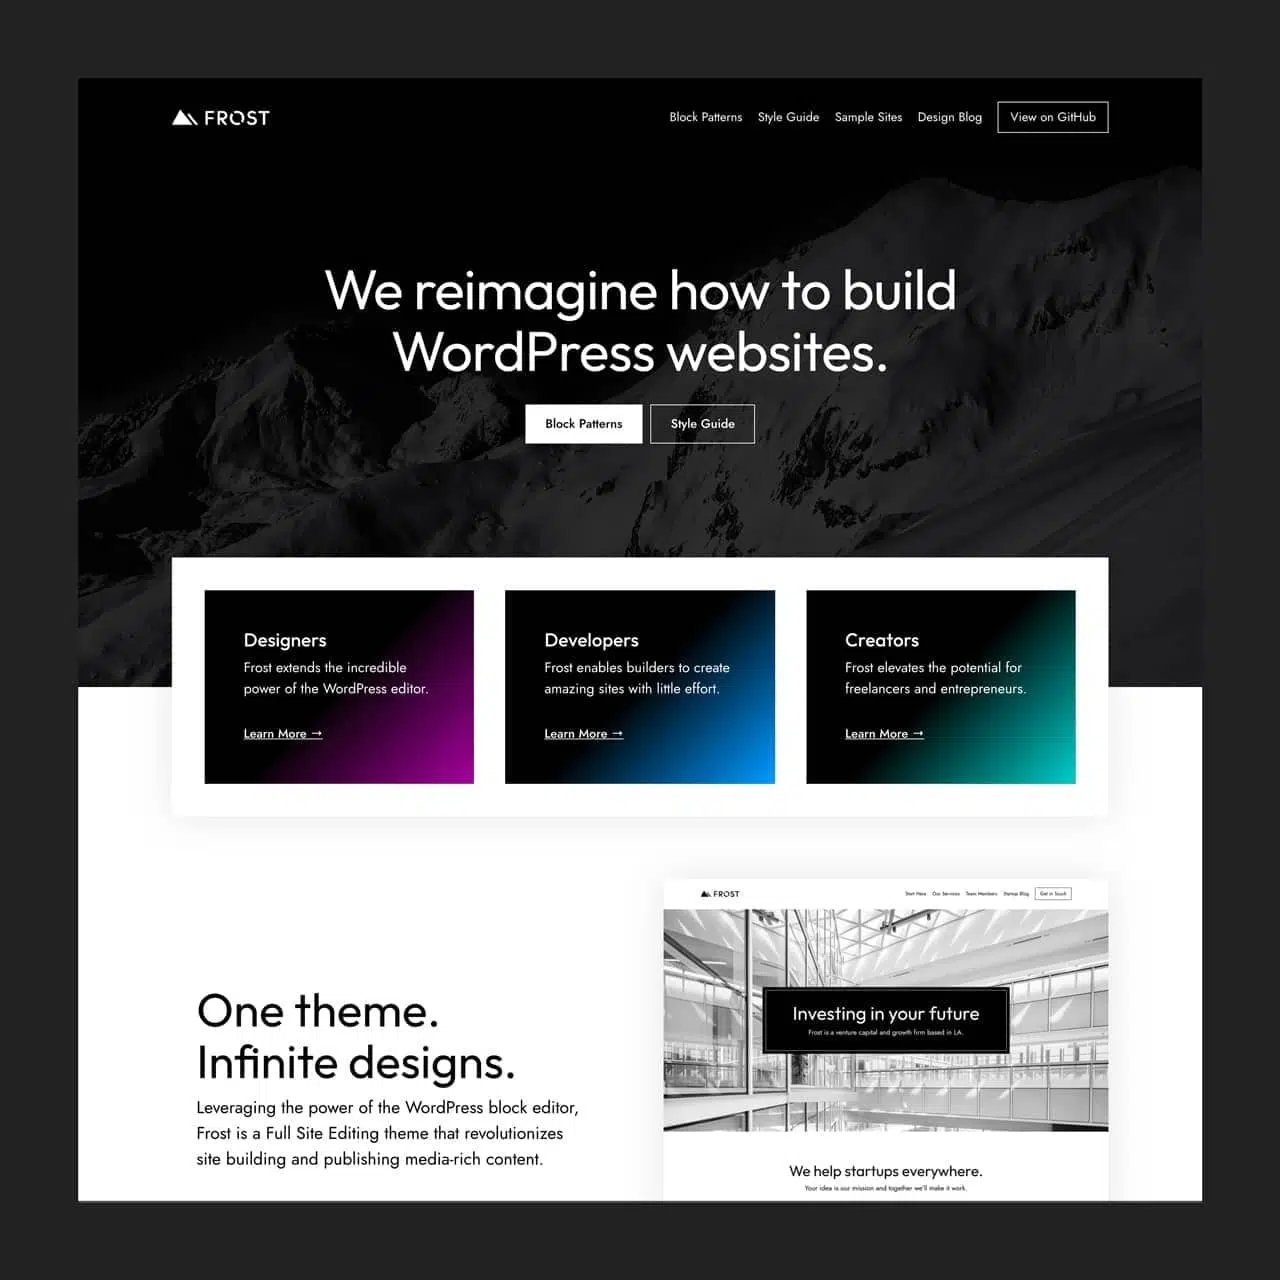 FROST
Block Patterns
Style Guide
Sample Sites
Design Blog
View on GitHub
We reimagine how to build
WordPress websites.
Block Patterns
Style Guide
Designers
Frost extends the incredible
power of the WordPress editor.
Learn More →
Developers
Frost enables builders to create
amazing sites with little effort.
Learn More →
Creators
Frost elevates the potential for
freelancers and entrepreneurs.
Learn More →
One theme.
Infinite designs.
Leveraging the power of the WordPress block editor,
Frost is a Full Site Editing theme that revolutionizes
site building and publishing media-rich content.
FROST
Start Here
Our Services
Team Members
Startup Blog
Get in Touch
Investing in your future
Frost is a venture capital and growth firm based in LA.
We help startups everywhere.
Your idea is our mission and together we'll make it work.